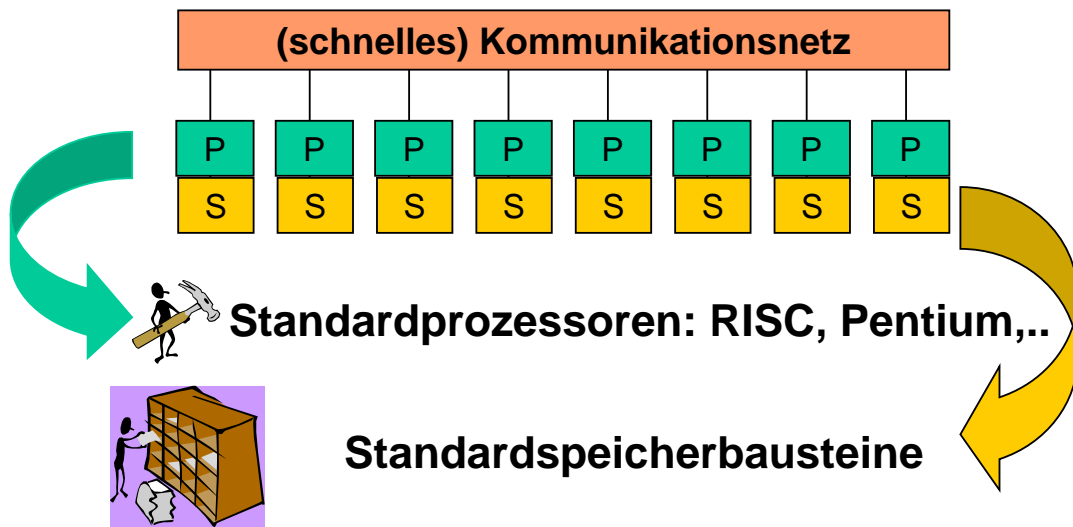 (schnelles) Kommunikationsnetz
P P P P P P P P
S S S S S S S S
Standardprozessoren: RISC, Pentium,..
Standardspeicherbausteine